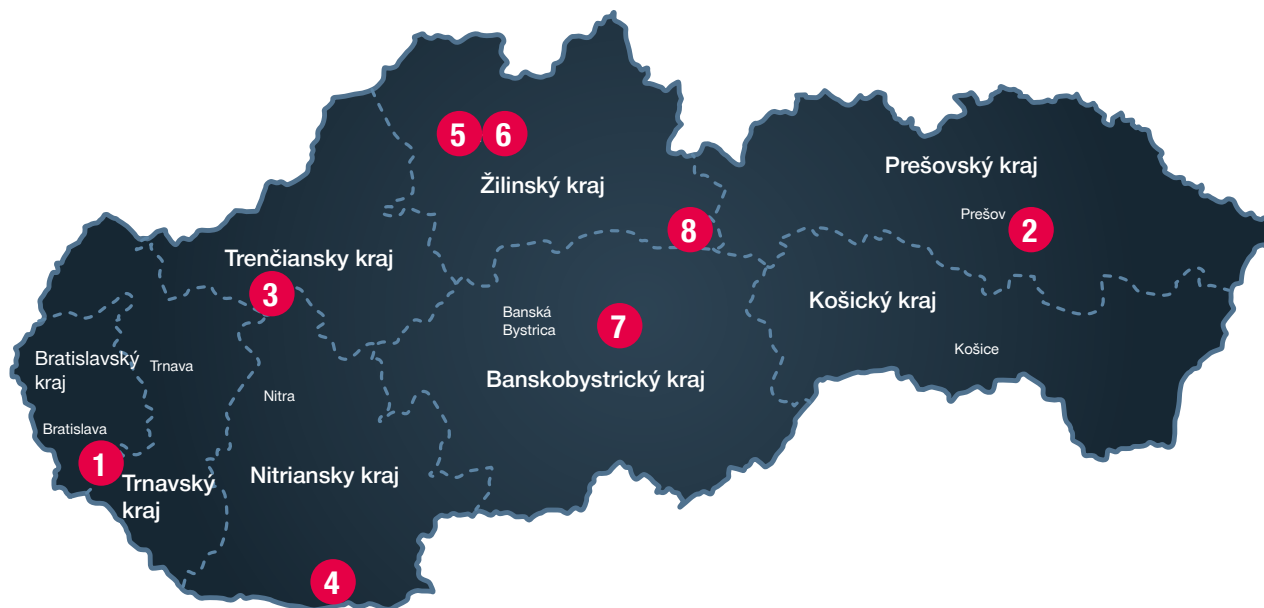 5
6
Prešovský kraj
Žilinský kraj
Prešov
2
8
Trenčiansky kraj
3
Košický kraj
Banská
Bystrica
7
Košice
Bratislavský
kraj
Trnava
Banskobystrický kraj
Nitra
Bratislava
1
Trnavský
kraj
Nitriansky kraj
4